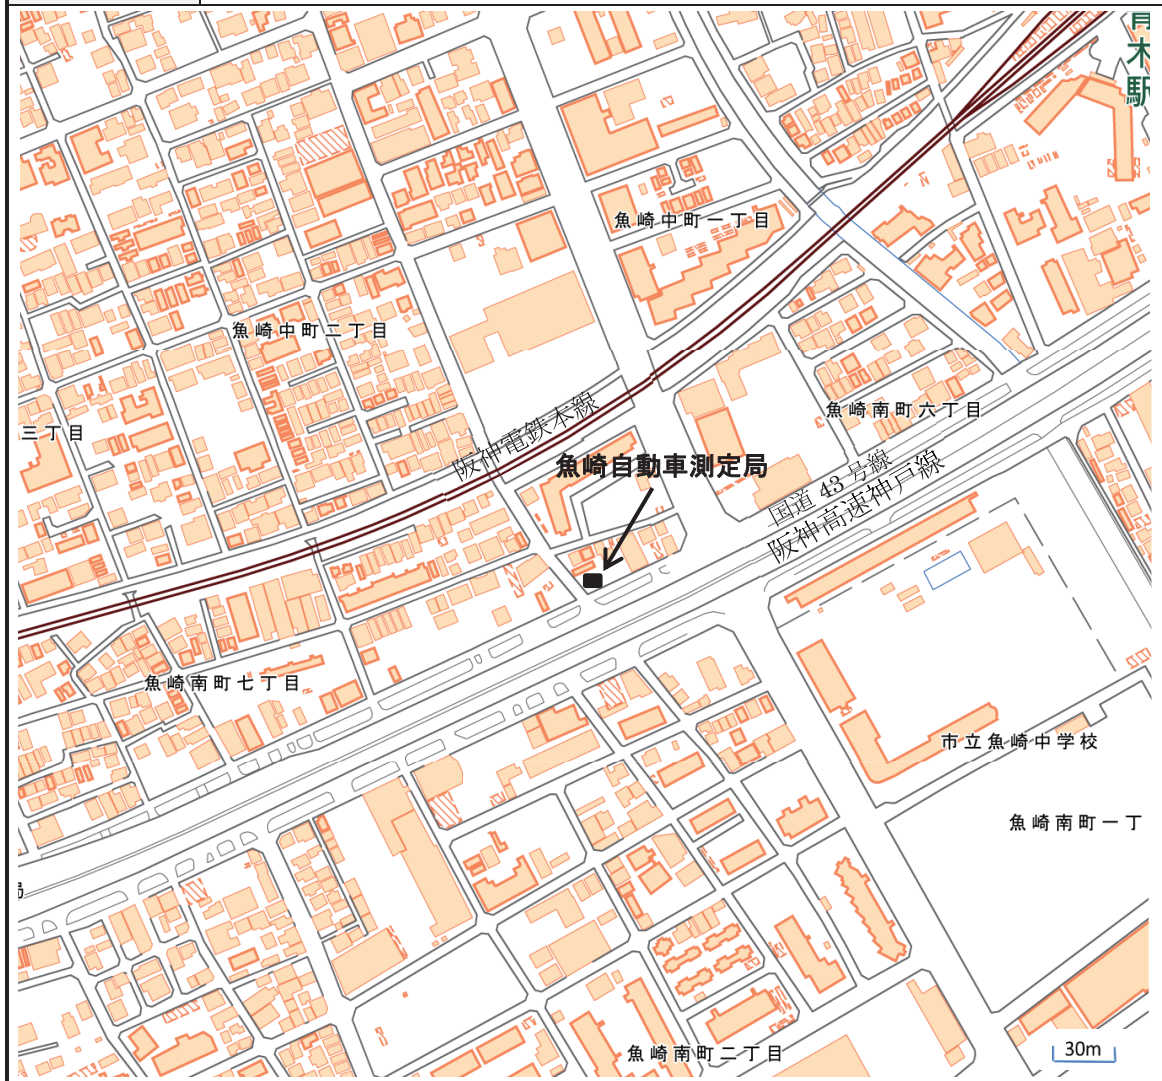 青木駅
魚崎中町一丁目
魚崎中町二丁目
三丁目
阪神電鉄本線
魚崎南町六丁目
魚崎自動車測定局
国道43号線
阪神高速神戸線
魚崎南町七丁目
市立魚崎中学校
魚崎南町一丁
魚崎南町二丁目
30m